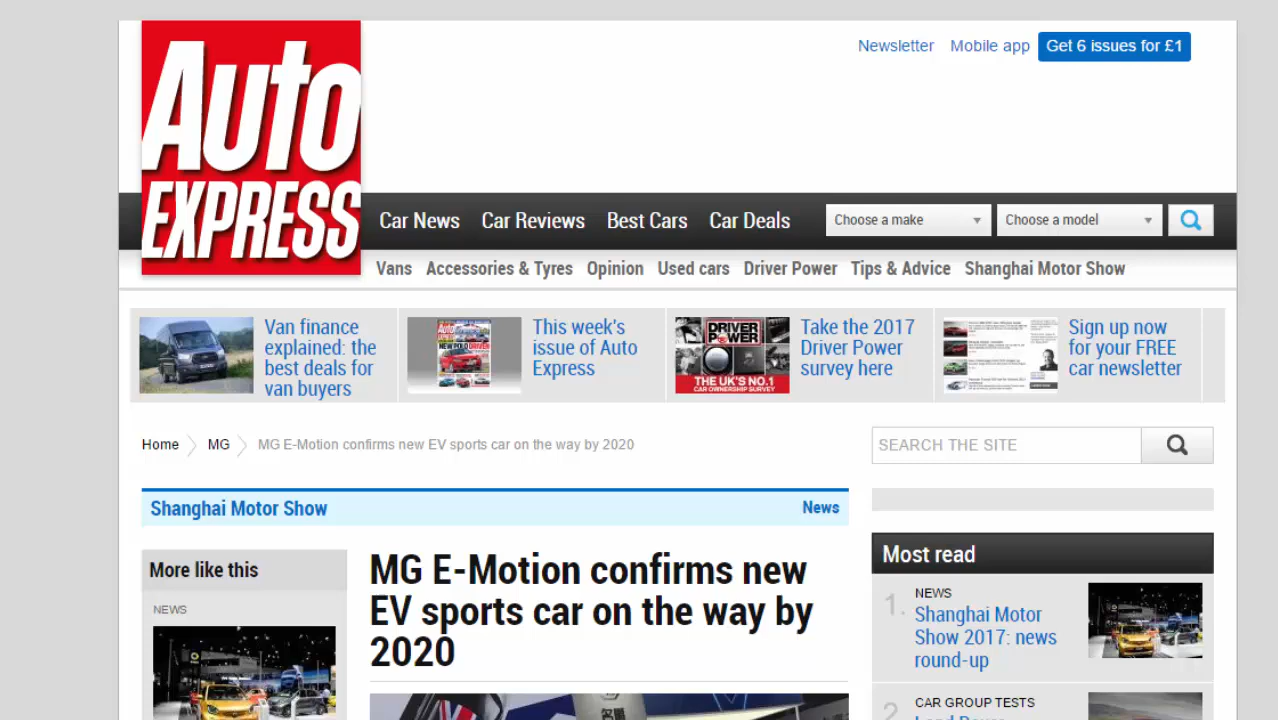 Auto
EXPRESS
Newsletter Mobile app Get 6 issues for £1
Car News Car Reviews Best Cars Car Deals Choose a make Choose a model
Vans Accessories & Tyres Opinion Used cars Driver Power Tips & Advice Shanghai Motor Show
Van finance
explained: the
best deals for
van buyers
Auto
NEW POLO DRIVEN
This week's
issue of Auto
Express
DRIVER
POWER
THE UK'S NO.1
CAR OWNERSHIP SURVEY
Take the 2017
Driver Power
survey here
Sign up now
for your FREE
car newsletter
Home MG MG E-Motion confirms new EV sports car on the way by 2020
SEARCH THE SITE
Shanghai Motor Show News
More like this
NEWS
MG E-Motion confirms new
EV sports car on the way by
2020
Most read
1. NEWS
Shanghai Motor
Show 2017: news
round-up
2 CAR GROUP TESTS
Land Rover